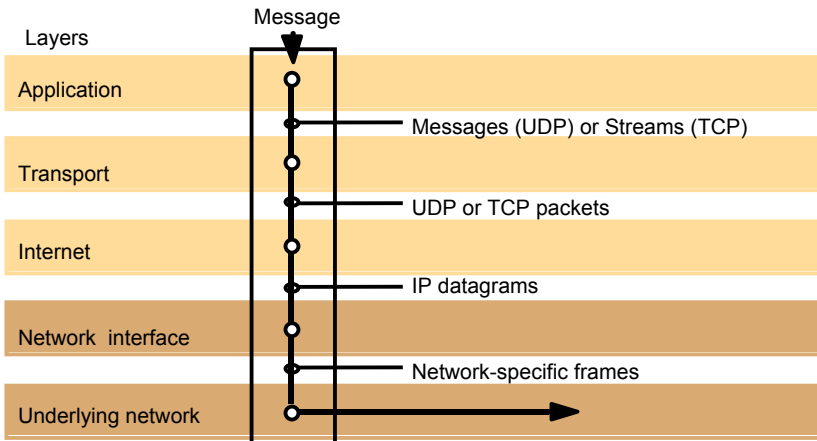 Message
Layers
Application
Messages (UDP) or Streams (TCP)
Transport
UDP or TCP packets
Internet
IP datagrams
Network interface
Network-specific frames
Underlying network